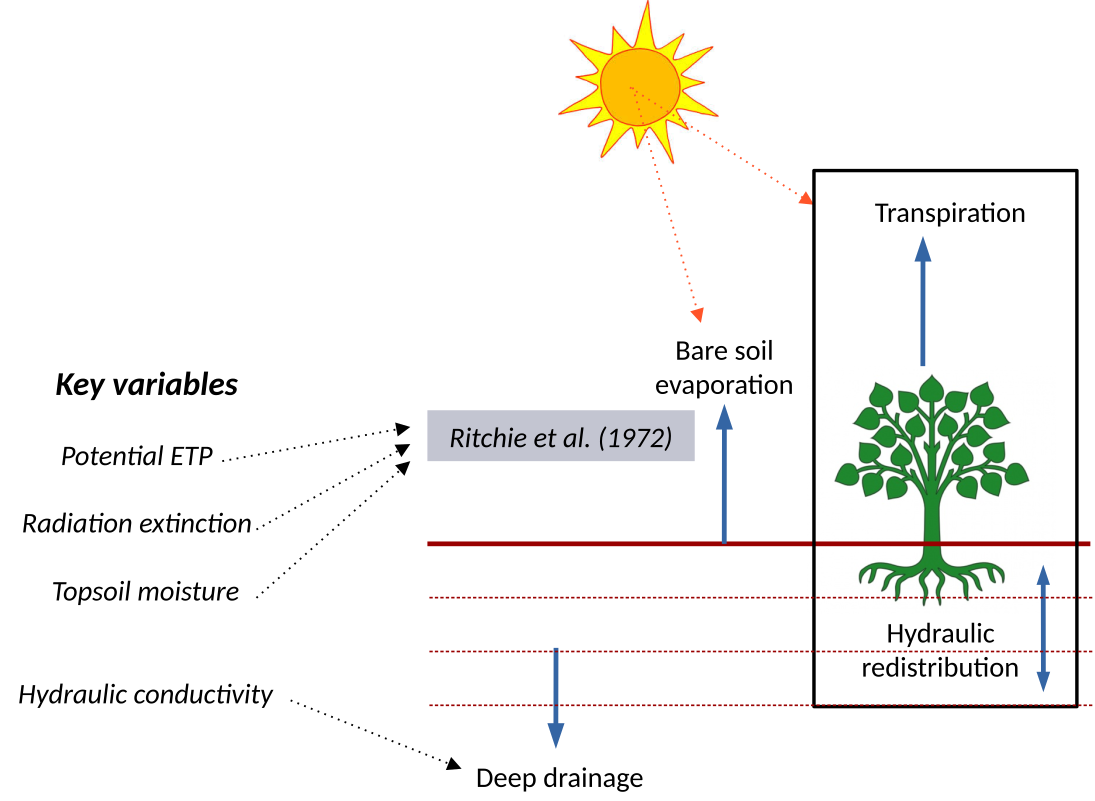 Transpiration
Bare soil
evaporation
Key variables
Ritchie et al. (1972)
Potential ETP
Radiation extinction
Topsoil moisture
Hydraulic
redistribution
Hydraulic conductivity
Deep drainage